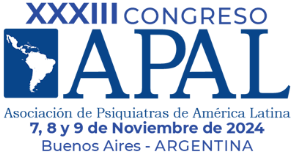 XXXIII CONGRESO
APAL
Asociación de Psiquiatras de América Latina
7, 8 y 9 de Noviembre de 2024
Buenos Aires - ARGENTINA